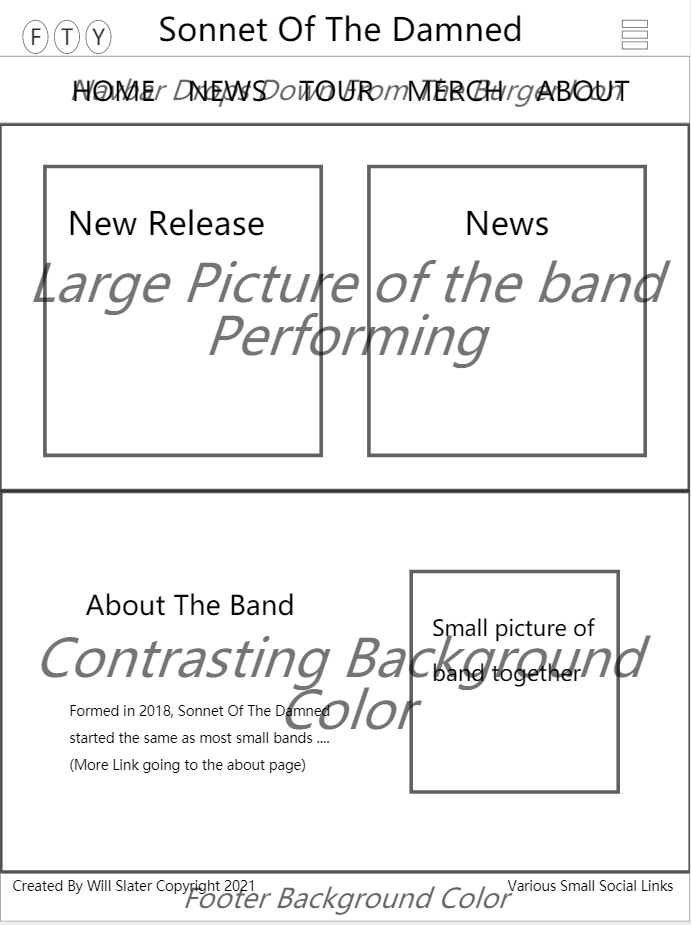 F T Y
Sonnet Of The Damned
HOME NEWS TOUR MERCH ABOUT
Navbar Drops Down From The Burger Icon
New Release
News
Large Picture of the band
Performing
About The Band
Small picture of
band together
Contrasting Background
Color
Formed in 2018, Sonnet Of The Damned
started the same as most small bands ....
(More Link going to the about page)
Created By Will Slater Copyright 2021
Various Small Social Links
Footer Background Color